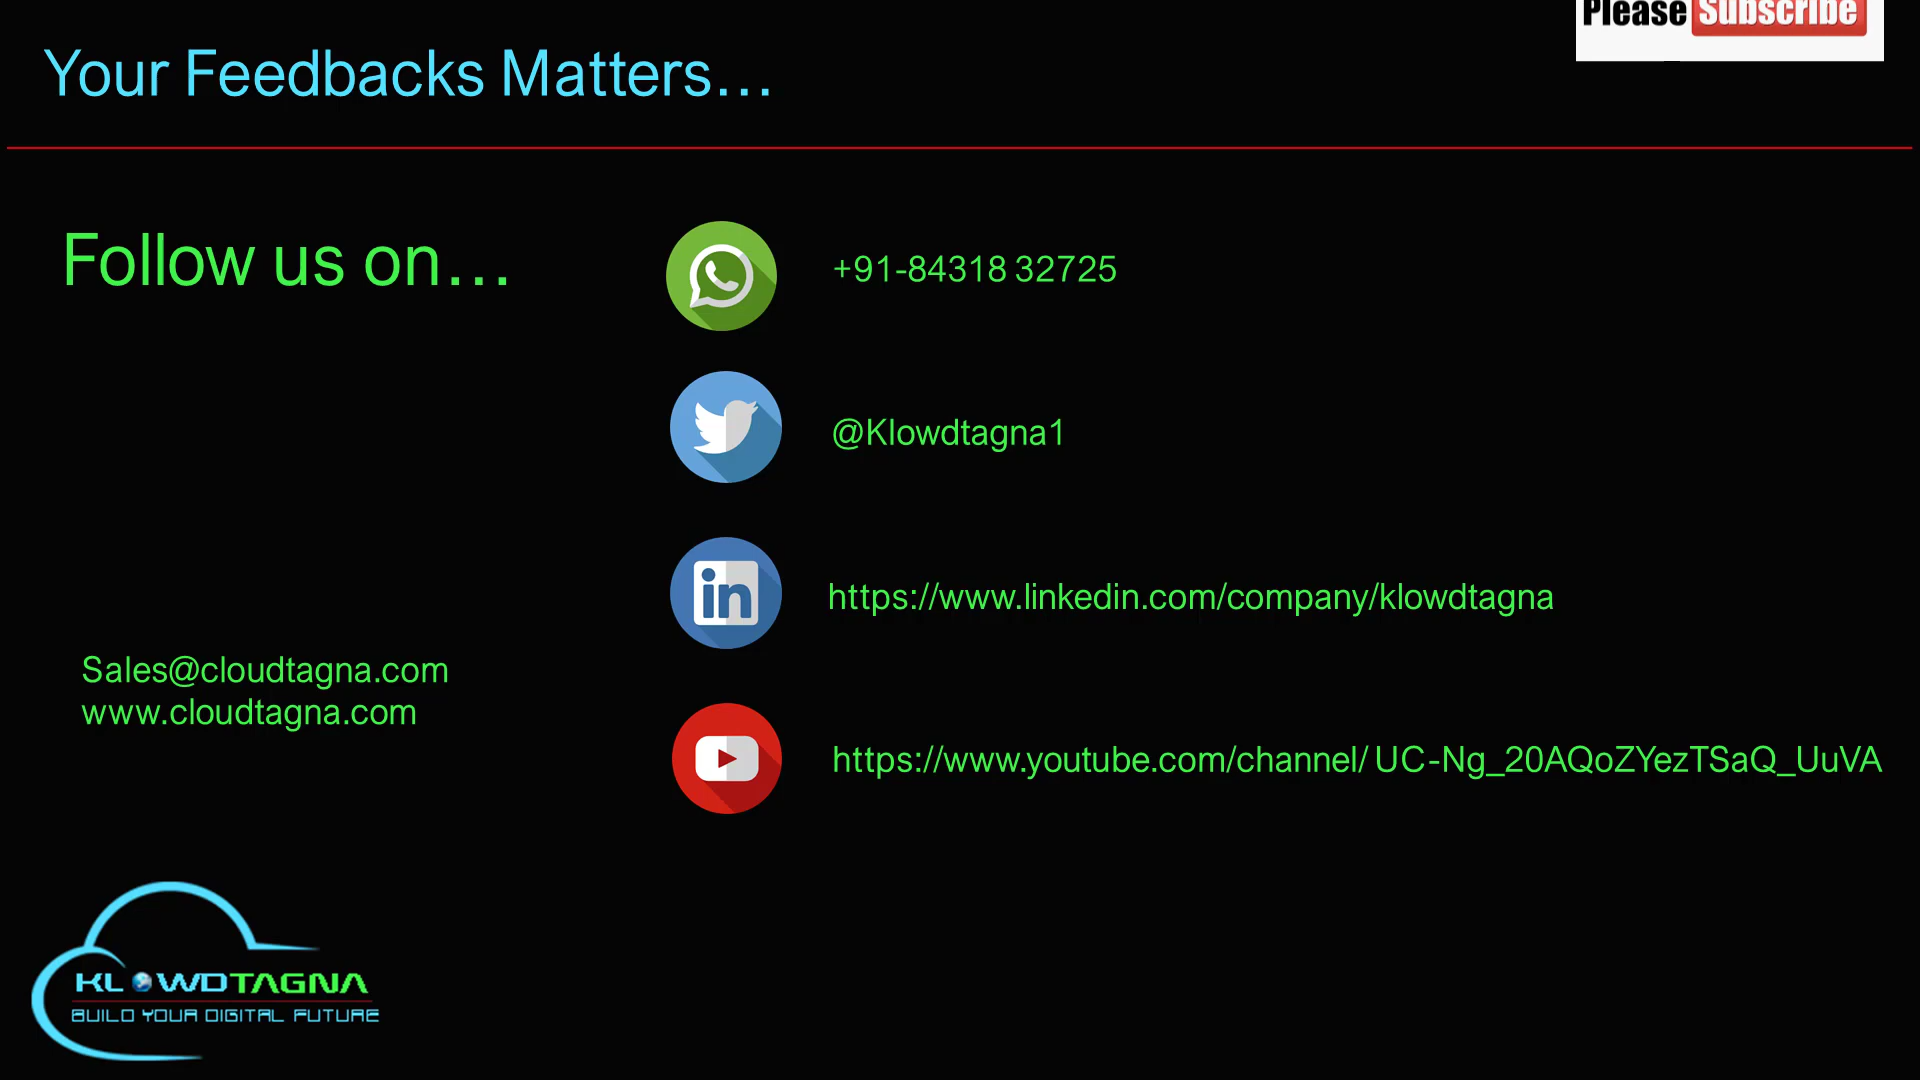 Please Subscribe
Your Feedbacks Matters...
Follow us on...
+91-84318 32725
@Klowdtagna1
https://www.linkedin.com/company/klowdtagna
Sales@cloudtagna.com
www.cloudtagna.com
https://www.youtube.com/channel/ UC-Ng_20AQoZYezTSaQ_UuVA
KLOWDTAGNA
BUILD YOUR DIGITAL FUTURE